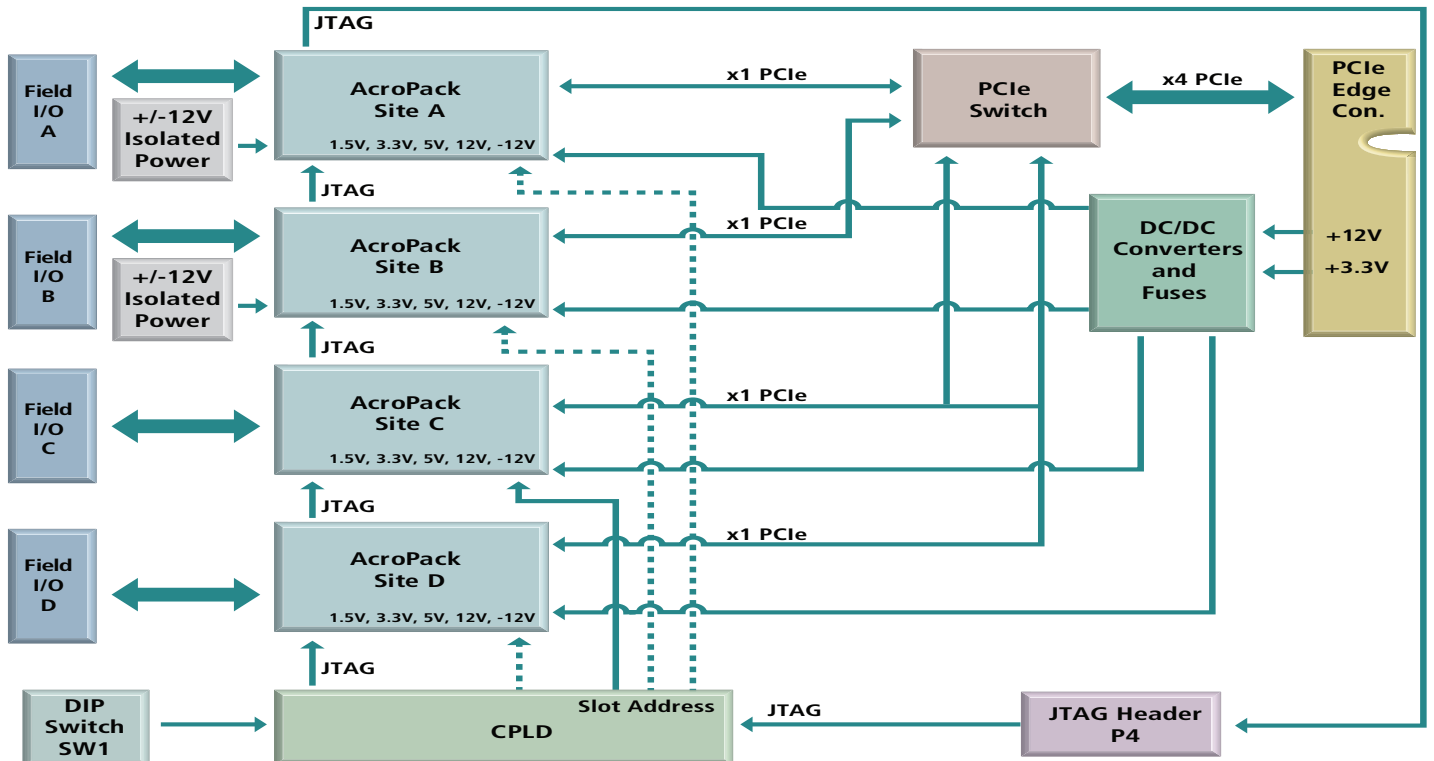 JTAG
Field
I/O
A
+/-12V
Isolated
Power
AcroPack
Site A
1.5V, 3.3V, 5V, 12V, -12V
x1 PCIe
PCIe
Switch
x4 PCIe
PCIe
Edge
Con.
+12V
+3.3V
JTAG
Field
I/O
B
+/-12V
Isolated
Power
AcroPack
Site B
1.5V, 3.3V, 5V, 12V, -12V
x1 PCIe
DC/DC
Converters
and
Fuses
JTAG
Field
I/O
C
AcroPack
Site C
1.5V, 3.3V, 5V, 12V, -12V
x1 PCIe
JTAG
Field
I/O
D
AcroPack
Site D
1.5V, 3.3V, 5V, 12V, -12V
x1 PCIe
JTAG
DIP
Switch
SW1
Slot Address
CPLD
JTAG
JTAG Header
P4